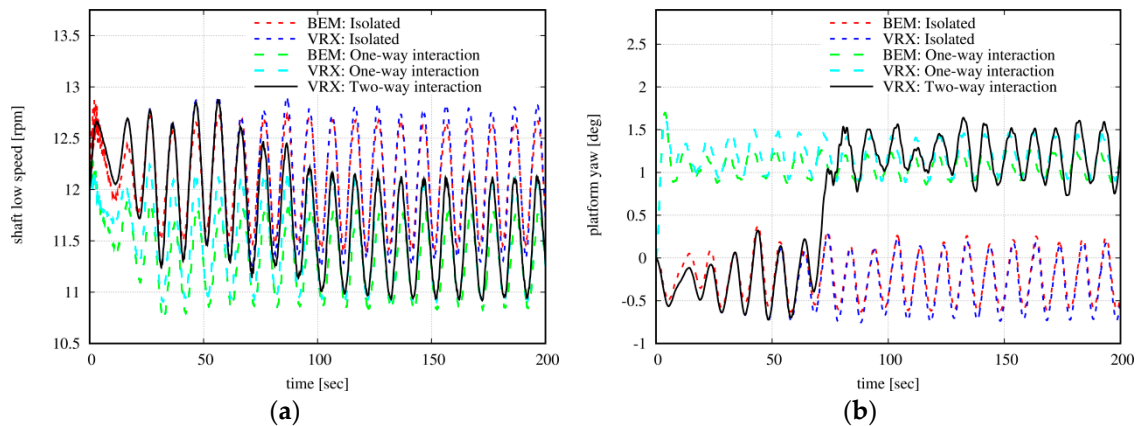 BEM: Isolated
VRX: Isolated
BEM: One-way interaction
VRX: One-way interaction
VRX: Two-way interaction
13.5
13
12.5
12
11.5
11
10.5
shaft low speed [rpm]
0 50 100 150 200
time [sec]
(a)
BEM: Isolated
VRX: Isolated
BEM: One-way interaction
VRX: One-way interaction
VRX: Two-way interaction
2.5
2
1.5
1
0.5
0
-0.5
-1
platform yaw [deg]
0 50 100 150 200
time [sec]
(b)